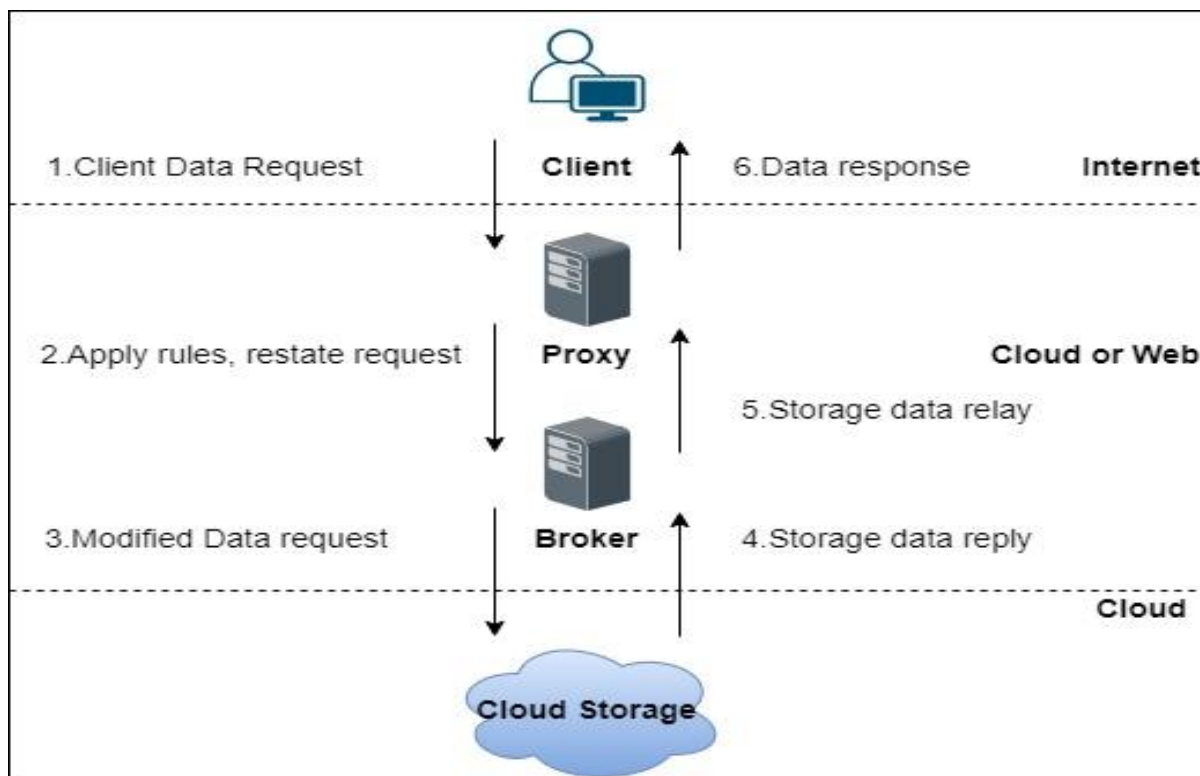 1.Client Data Request
Client
6.Data response
Internet
2.Apply rules, restate request
Proxy
Cloud or Web
5.Storage data relay
3.Modified Data request
Broker
4.Storage data reply
Cloud
Cloud Storage